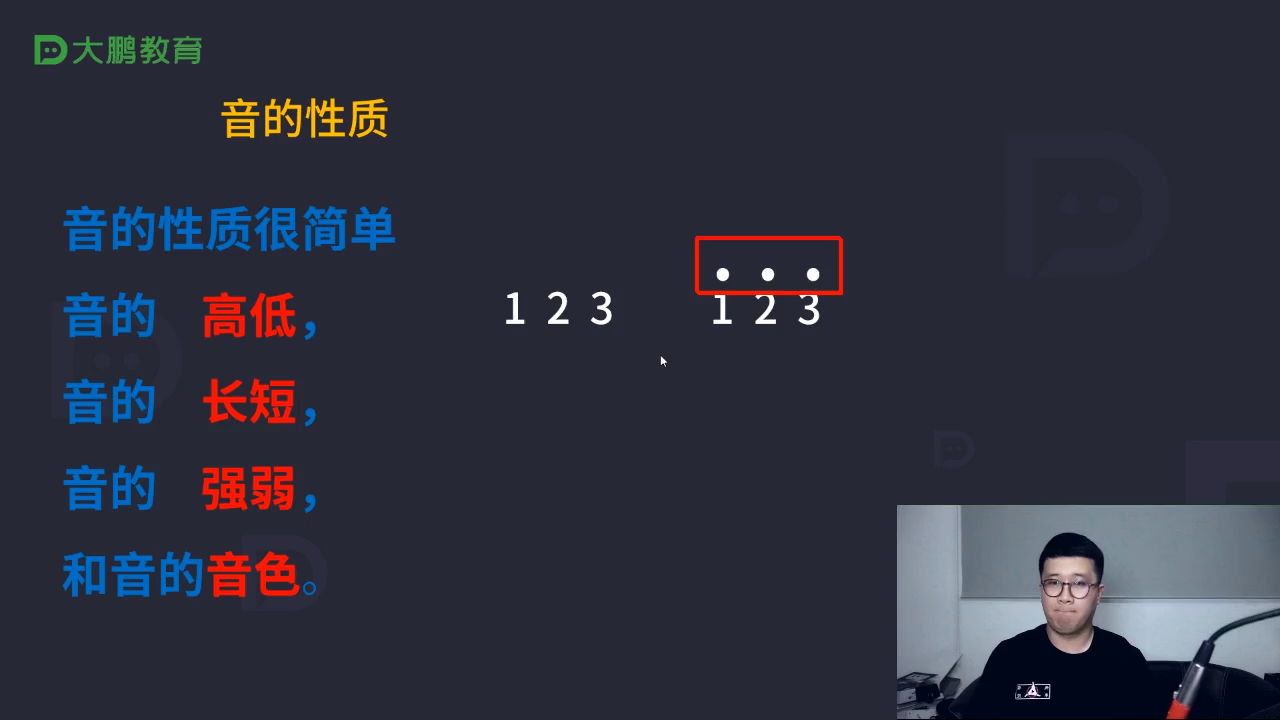 大鹏教育
音的性质
音的性质很简单
音的 高低，
1 2 3 1 2 3
音的 长短，
音的 强弱，
和音的音色。